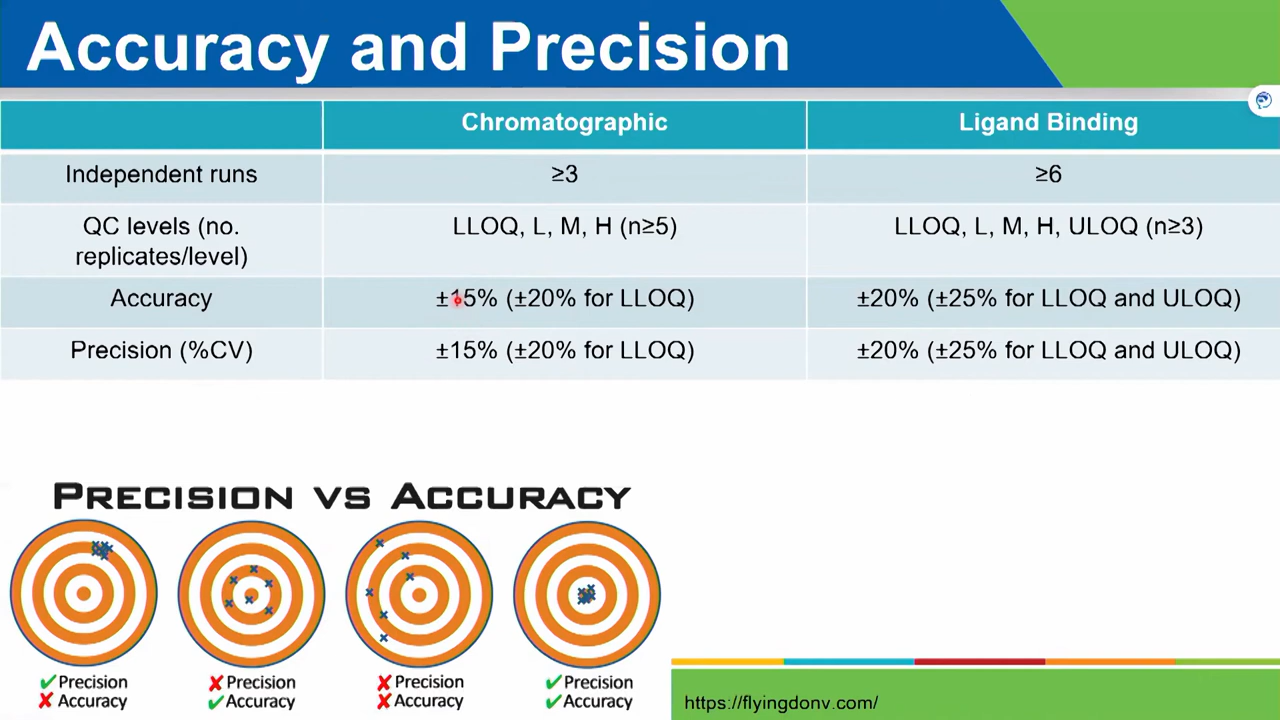 Accuracy and Precision
Chromatographic
Ligand Binding
Independent runs
≥3
≥6
QC levels (no.
replicates/level)
LLOQ, L, M, H (n≥5)
LLOQ, L, M, H, ULOQ (n≥3)
Accuracy
±15% (±20% for LLOQ)
±20% (±25% for LLOQ and ULOQ)
Precision (%CV)
±15% (±20% for LLOQ)
±20% (±25% for LLOQ and ULOQ)
PRECISION VS ACCURACY
✓Precision
✗Accuracy
✗Precision
✓Accuracy
✗Precision
✗Accuracy
✓Precision
✓Accuracy
https://flyingdonv.com/